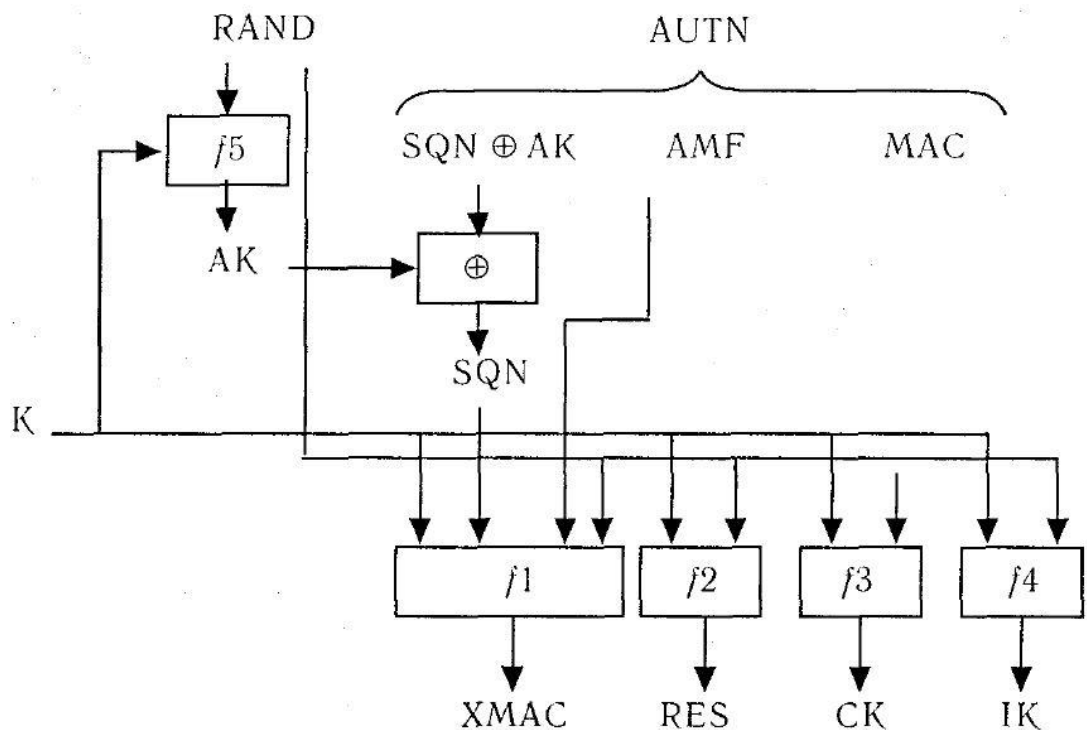 RAND AUTN
f5 SQN ⊕ AK AMF MAC
AK ⊕
SQN
K
f1 f2 f3 f4
XMAC RES CK IK